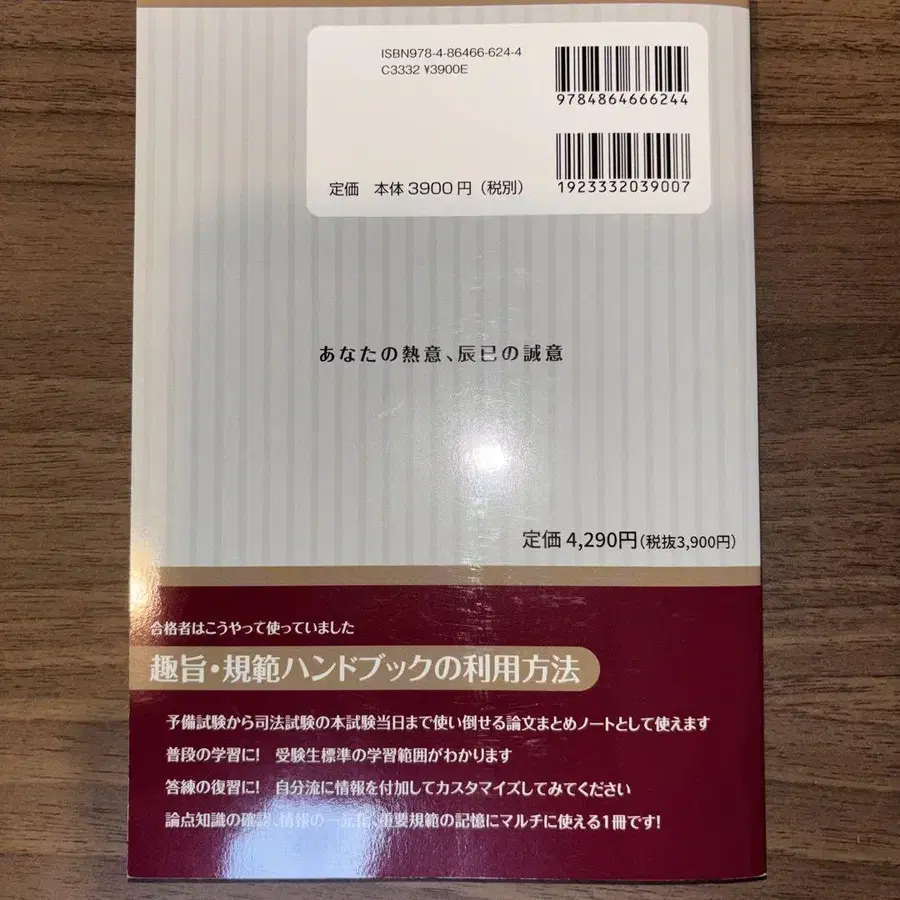 ISBN978-4-86466-624-4
C3332 ¥3900E
9784864666244
定価 本体3900円(税別)
1923332039007
あなたの熱意、辰已の誠意
定価4,290円(税抜3,900円)
合格者はこうやって使っていました
趣旨・規範ハンドブックの利用方法
予備試験から司法試験の本試験当日まで使い倒せる論文まとめノートとして使えます
普段の学習に! 受験生標準の学習範囲がわかります
答練の復習に! 自分流に情報を付加してカスタマイズしてみてください
論点知識の確認、情報の一元化、重要規範の記憶にマルチに使える1冊です!